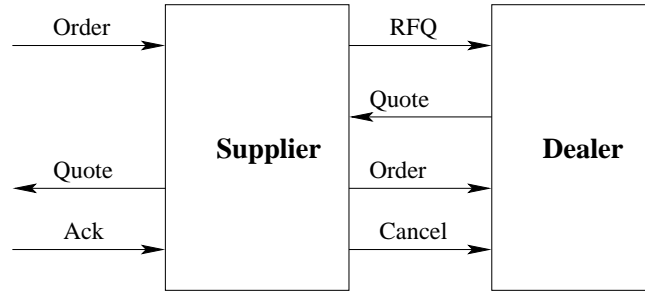 Order
RFQ
Quote
Supplier
Dealer
Quote
Order
Ack
Cancel